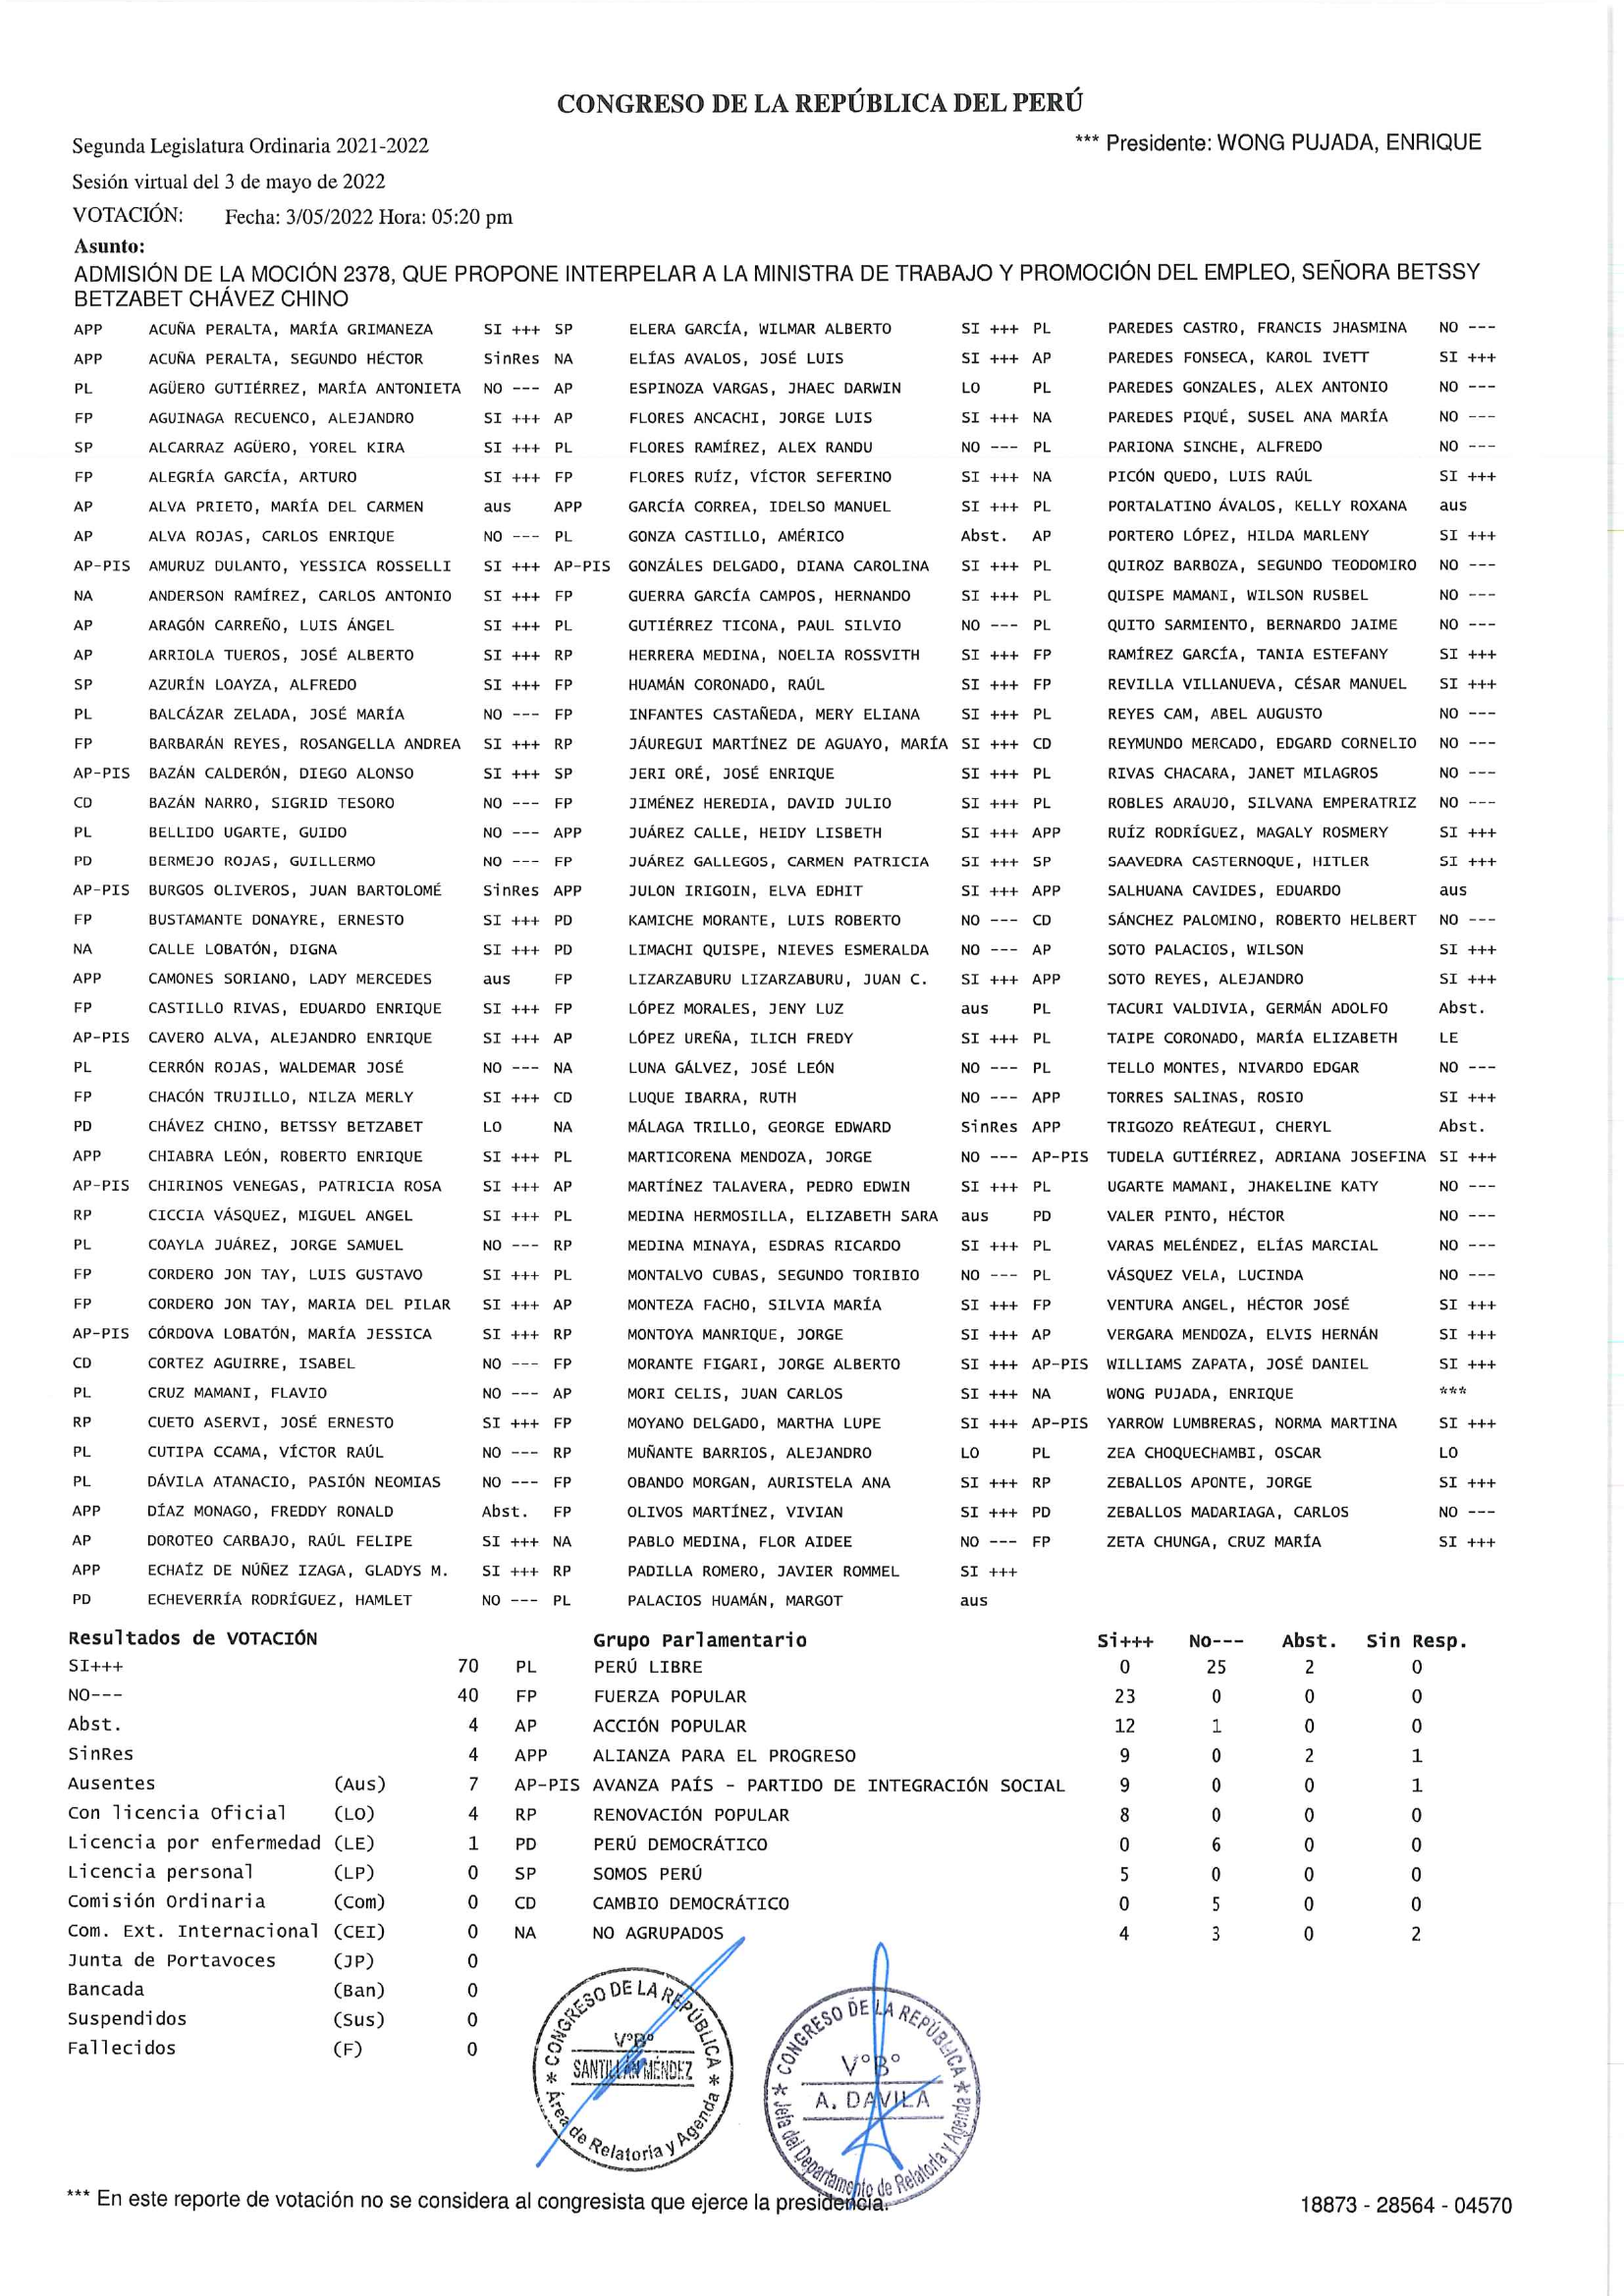 CONGRESO DE LA REPÚBLICA DEL PERÚ
Segunda Legislatura Ordinaria 2021-2022 *** Presidente: WONG PUJADA, ENRIQUE
Sesión virtual del 3 de mayo de 2022
VOTACIÓN: Fecha: 3/05/2022 Hora: 05:20 pm
Asunto:
ADMISIÓN DE LA MOCIÓN 2378, QUE PROPONE INTERPELAR A LA MINISTRA DE TRABAJO Y PROMOCIÓN DEL EMPLEO, SEÑORA BETSSY
BETZABET CHÁVEZ CHINO
APP ACUÑA PERALTA, MARÍA GRIMANEZA SI +++ SP ELERA GARCÍA, WILMAR ALBERTO SI +++ PL PAREDES CASTRO, FRANCIS JHASMINA NO ---
APP ACUÑA PERALTA, SEGUNDO HÉCTOR SinRes NA ELÍAS AVALOS, JOSÉ LUIS SI +++ AP PAREDES FONSECA, KAROL IVETT SI +++
PL AGÜERO GUTIÉRREZ, MARÍA ANTONIETA NO --- AP ESPINOZA VARGAS, JHAEC DARWIN LO PL PAREDES GONZALES, ALEX ANTONIO NO ---
FP AGUINAGA RECUENCO, ALEJANDRO SI +++ AP FLORES ANCACHI, JORGE LUIS SI +++ NA PAREDES PIQUÉ, SUSEL ANA MARÍA NO ---
SP ALCARRAZ AGÜERO, YOREL KIRA SI +++ PL FLORES RAMÍREZ, ALEX RANDU NO --- PL PARIONA SINCHE, ALFREDO NO ---
FP ALEGRÍA GARCÍA, ARTURO SI +++ FP FLORES RUÍZ, VÍCTOR SEFERINO SI +++ NA PICÓN QUEDO, LUIS RAÚL SI +++
AP ALVA PRIETO, MARÍA DEL CARMEN aus APP GARCÍA CORREA, IDELSO MANUEL SI +++ PL PORTALATINO ÁVALOS, KELLY ROXANA aus
AP ALVA ROJAS, CARLOS ENRIQUE NO --- PL GONZA CASTILLO, AMÉRICO Abst. AP PORTERO LÓPEZ, HILDA MARLENY SI +++
AP-PIS AMURUZ DULANTO, YESSICA ROSSELLI SI +++ AP-PIS GONZÁLES DELGADO, DIANA CAROLINA SI +++ PL QUIROZ BARBOZA, SEGUNDO TEODOMIRO NO ---
NA ANDERSON RAMÍREZ, CARLOS ANTONIO SI +++ FP GUERRA GARCÍA CAMPOS, HERNANDO SI +++ PL QUISPE MAMANI, WILSON RUSBEL NO ---
AP ARAGÓN CARREÑO, LUIS ÁNGEL SI +++ PL GUTIÉRREZ TICONA, PAUL SILVIO NO --- PL QUITO SARMIENTO, BERNARDO JAIME NO ---
AP ARRIOLA TUEROS, JOSÉ ALBERTO SI +++ RP HERRERA MEDINA, NOELIA ROSSVITH SI +++ FP RAMÍREZ GARCÍA, TANIA ESTEFANY SI +++
SP AZURÍN LOAYZA, ALFREDO SI +++ FP HUAMÁN CORONADO, RAÚL SI +++ FP REVILLA VILLANUEVA, CÉSAR MANUEL SI +++
PL BALCÁZAR ZELADA, JOSÉ MARÍA NO --- FP INFANTES CASTAÑEDA, MERY ELIANA SI +++ PL REYES CAM, ABEL AUGUSTO NO ---
FP BARBARÁN REYES, ROSANGELLA ANDREA SI +++ RP JÁUREGUI MARTÍNEZ DE AGUAYO, MARÍA SI +++ CD REYMUNDO MERCADO, EDGARD CORNELIO NO ---
AP-PIS BAZÁN CALDERÓN, DIEGO ALONSO SI +++ SP JERI ORÉ, JOSÉ ENRIQUE SI +++ PL RIVAS CHACARA, JANET MILAGROS NO ---
CD BAZÁN NARRO, SIGRID TESORO NO --- FP JIMÉNEZ HEREDIA, DAVID JULIO SI +++ PL ROBLES ARAUJO, SILVANA EMPERATRIZ NO ---
PL BELLIDO UGARTE, GUIDO NO --- APP JUÁREZ CALLE, HEIDY LISBETH SI +++ APP RUÍZ RODRÍGUEZ, MAGALY ROSMERY SI +++
PD BERMEJO ROJAS, GUILLERMO NO --- FP JUÁREZ GALLEGOS, CARMEN PATRICIA SI +++ SP SAAVEDRA CASTERNOQUE, HITLER SI +++
AP-PIS BURGOS OLIVEROS, JUAN BARTOLOMÉ SinRes APP JULON IRIGOIN, ELVA EDHIT SI +++ APP SALHUANA CAVIDES, EDUARDO aus
FP BUSTAMANTE DONAYRE, ERNESTO SI +++ PD KAMICHE MORANTE, LUIS ROBERTO NO --- CD SÁNCHEZ PALOMINO, ROBERTO HELBERT NO ---
NA CALLE LOBATÓN, DIGNA SI +++ PD LIMACHI QUISPE, NIEVES ESMERALDA NO --- AP SOTO PALACIOS, WILSON SI +++
APP CAMONES SORIANO, LADY MERCEDES aus FP LIZARZABURU LIZARZABURU, JUAN C. SI +++ APP SOTO REYES, ALEJANDRO SI +++
FP CASTILLO RIVAS, EDUARDO ENRIQUE SI +++ FP LÓPEZ MORALES, JENY LUZ aus PL TACURI VALDIVIA, GERMÁN ADOLFO Abst.
AP-PIS CAVERO ALVA, ALEJANDRO ENRIQUE SI +++ AP LÓPEZ UREÑA, ILICH FREDY SI +++ PL TAIPE CORONADO, MARÍA ELIZABETH LE
PL CERRÓN ROJAS, WALDEMAR JOSÉ NO --- NA LUNA GÁLVEZ, JOSÉ LEÓN NO --- PL TELLO MONTES, NIVARDO EDGAR NO ---
FP CHACÓN TRUJILLO, NILZA MERLY SI +++ CD LUQUE IBARRA, RUTH NO --- APP TORRES SALINAS, ROSIO SI +++
PD CHÁVEZ CHINO, BETSSY BETZABET LO NA MÁLAGA TRILLO, GEORGE EDWARD SinRes APP TRIGOZO REÁTEGUI, CHERYL Abst.
APP CHIABRA LEÓN, ROBERTO ENRIQUE SI +++ PL MARTICORENA MENDOZA, JORGE NO --- AP-PIS TUDELA GUTIÉRREZ, ADRIANA JOSEFINA SI +++
AP-PIS CHIRINOS VENEGAS, PATRICIA ROSA SI +++ AP MARTÍNEZ TALAVERA, PEDRO EDWIN SI +++ PL UGARTE MAMANI, JHAKELINE KATY NO ---
RP CICCIA VÁSQUEZ, MIGUEL ANGEL SI +++ PL MEDINA HERMOSILLA, ELIZABETH SARA aus PD VALER PINTO, HÉCTOR NO ---
PL COAYLA JUÁREZ, JORGE SAMUEL NO --- RP MEDINA MINAYA, ESDRAS RICARDO SI +++ PL VARAS MELÉNDEZ, ELÍAS MARCIAL NO ---
FP CORDERO JON TAY, LUIS GUSTAVO SI +++ PL MONTALVO CUBAS, SEGUNDO TORIBIO NO --- PL VÁSQUEZ VELA, LUCINDA NO ---
FP CORDERO JON TAY, MARIA DEL PILAR SI +++ AP MONTEZA FACHO, SILVIA MARÍA SI +++ FP VENTURA ANGEL, HÉCTOR JOSÉ SI +++
AP-PIS CÓRDOVA LOBATÓN, MARÍA JESSICA SI +++ RP MONTOYA MANRIQUE, JORGE SI +++ AP VERGARA MENDOZA, ELVIS HERNÁN SI +++
CD CORTEZ AGUIRRE, ISABEL NO --- FP MORANTE FIGARI, JORGE ALBERTO SI +++ AP-PIS WILLIAMS ZAPATA, JOSÉ DANIEL SI +++
PL CRUZ MAMANI, FLAVIO NO --- AP MORI CELIS, JUAN CARLOS SI +++ NA WONG PUJADA, ENRIQUE ***
RP CUETO ASERVI, JOSÉ ERNESTO SI +++ FP MOYANO DELGADO, MARTHA LUPE SI +++ AP-PIS YARROW LUMBRERAS, NORMA MARTINA SI +++
PL CUTIPA CCAMA, VÍCTOR RAÚL NO --- RP MUÑANTE BARRIOS, ALEJANDRO LO PL ZEA CHOQUECHAMBI, OSCAR LO
PL DÁVILA ATANACIO, PASIÓN NEOMIAS NO --- FP OBANDO MORGAN, AURISTELA ANA SI +++ RP ZEBALLOS APONTE, JORGE SI +++
APP DÍAZ MONAGO, FREDDY RONALD Abst. FP OLIVOS MARTÍNEZ, VIVIAN SI +++ PD ZEBALLOS MADARIAGA, CARLOS NO ---
AP DOROTEO CARBAJO, RAÚL FELIPE SI +++ NA PABLO MEDINA, FLOR AIDEE NO --- FP ZETA CHUNGA, CRUZ MARÍA SI +++
APP ECHAÍZ DE NÚÑEZ IZAGA, GLADYS M. SI +++ RP PADILLA ROMERO, JAVIER ROMMEL SI +++
PD ECHEVERRÍA RODRÍGUEZ, HAMLET NO --- PL PALACIOS HUAMÁN, MARGOT aus
Resultados de VOTACIÓN Grupo Parlamentario Si+++ No--- Abst. Sin Resp.
SI+++ 70 PL PERÚ LIBRE 0 25 2 0
NO--- 40 FP FUERZA POPULAR 23 0 0 0
Abst. 4 AP ACCIÓN POPULAR 12 1 0 0
SinRes 4 APP ALIANZA PARA EL PROGRESO 9 0 2 1
Ausentes (Aus) 7 AP-PIS AVANZA PAÍS - PARTIDO DE INTEGRACIÓN SOCIAL 9 0 0 1
Con licencia Oficial (LO) 4 RP RENOVACIÓN POPULAR 8 0 0 0
Licencia por enfermedad (LE) 1 PD PERÚ DEMOCRÁTICO 0 6 0 0
Licencia personal (LP) 0 SP SOMOS PERÚ 5 0 0 0
Comisión Ordinaria (Com) 0 CD CAMBIO DEMOCRÁTICO 0 5 0 0
Com. Ext. Internacional (CEI) 0 NA NO AGRUPADOS 4 3 0 2
Junta de Portavoces (JP) 0
Bancada (Ban) 0
Suspendidos (Sus) 0
Fallecidos (F) 0
* CONGRESO DE LA REPÚBLICA *
V°B°
SANTILLÁN MÉNDEZ
Área de Relatoría y Agenda
* CONGRESO DE LA REPÚBLICA *
V°B°
A. DAVILA
Jefa del Departamento de Relatoría y Agenda
*** En este reporte de votación no se considera al congresista que ejerce la presidencia. 18873 - 28564 - 04570